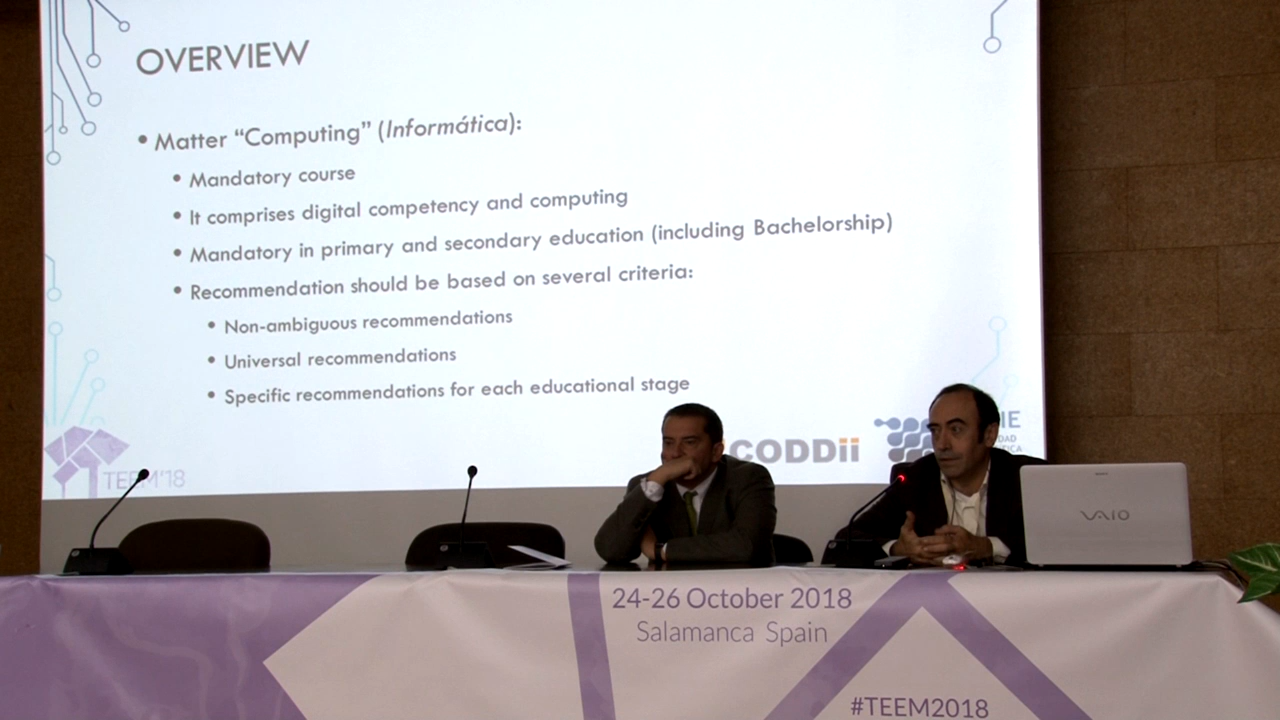 OVERVIEW
• Matter “Computing” (Informática):
• Mandatory course
• It comprises digital competency and computing
• Mandatory in primary and secondary education (including Bachelorship)
• Recommendation should be based on several criteria:
• Non-ambiguous recommendations
• Universal recommendations
• Specific recommendations for each educational stage
TEEM'18
CODDii
VAIO
24-26 October 2018
Salamanca Spain
#TEEM2018